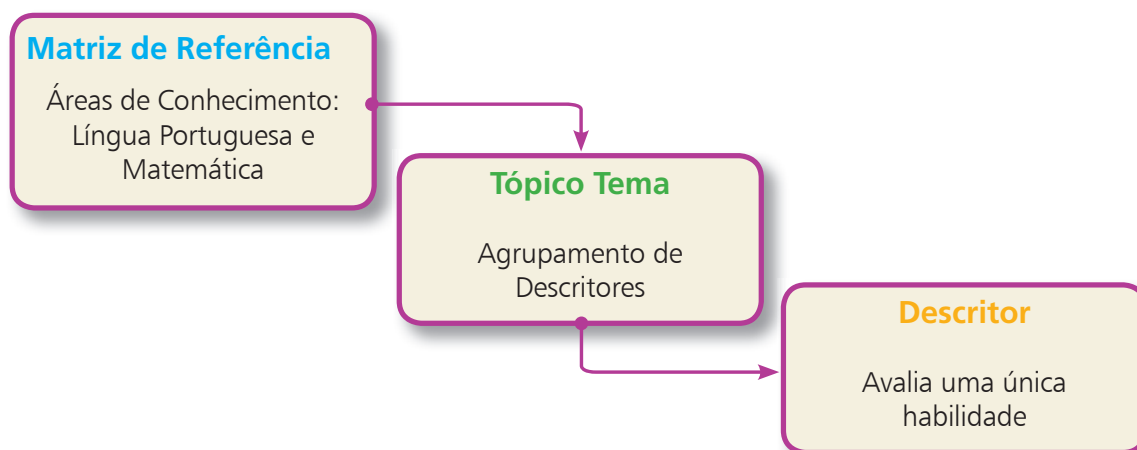 Matriz de Referência
Áreas de Conhecimento:
Língua Portuguesa e
Matemática
Tópico Tema
Agrupamento de
Descritores
Descritor
Avalia uma única
habilidade